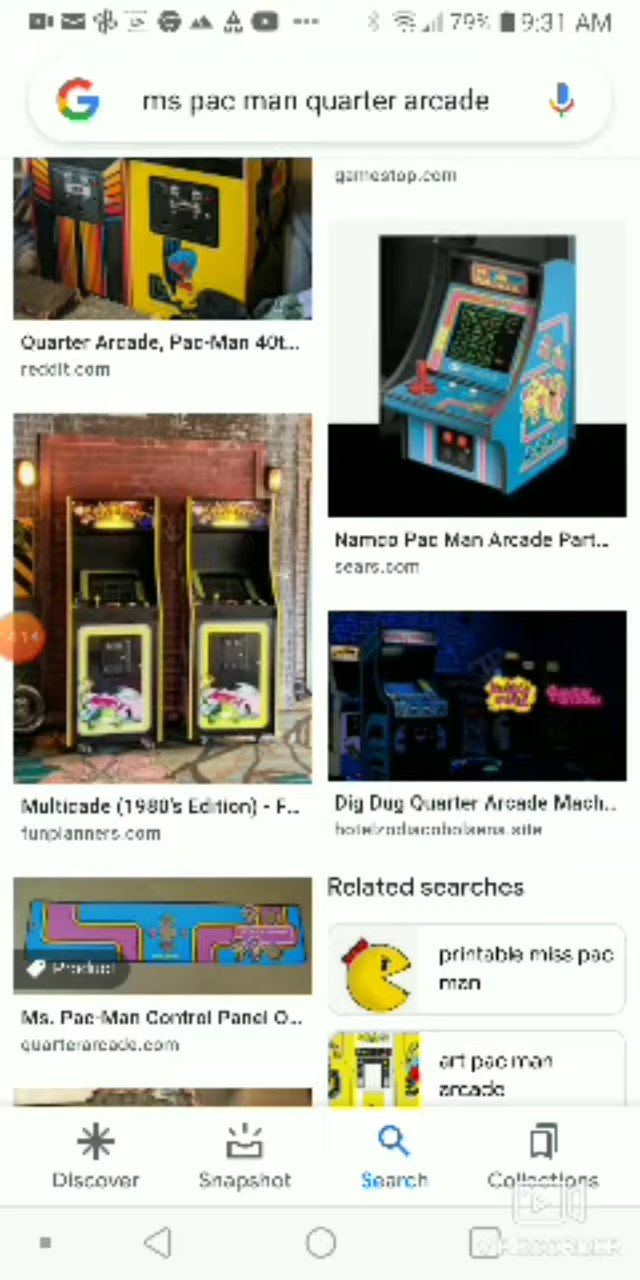 79% 9:31 AM
ms pac man quarter arcade
gamestop.com
Quarter Arcade, Pac-Man 40t...
reddit.com
Namco Pac Man Arcade Part...
sears.com
Multicade (1980's Edition) - F...
funplanners.com
Dig Dug Quarter Arcade Mach...
hotelzodiacobolsena.site
Product
Ms. Pac-Man Control Panel O...
quarterarcade.com
Related searches
printable miss pac
man
art pac man
arcade
Discover Snapshot Search Collections
RECORDER